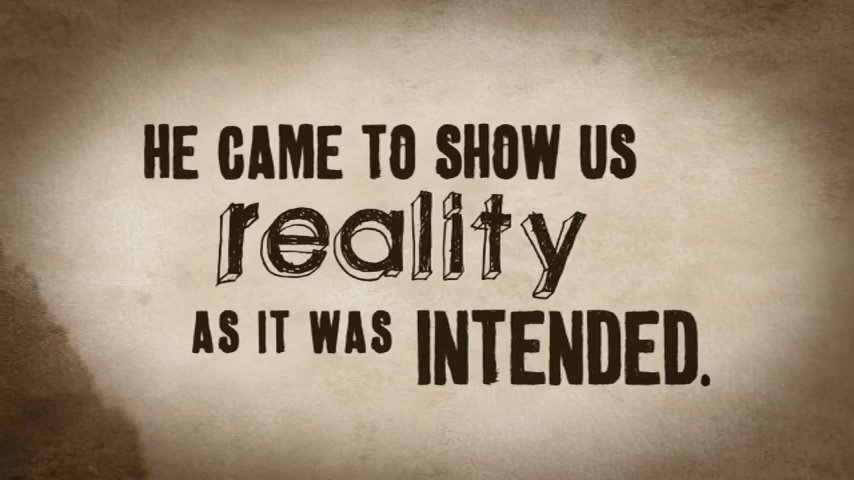 HE CAME TO SHOW US
reality
AS IT WAS INTENDED.